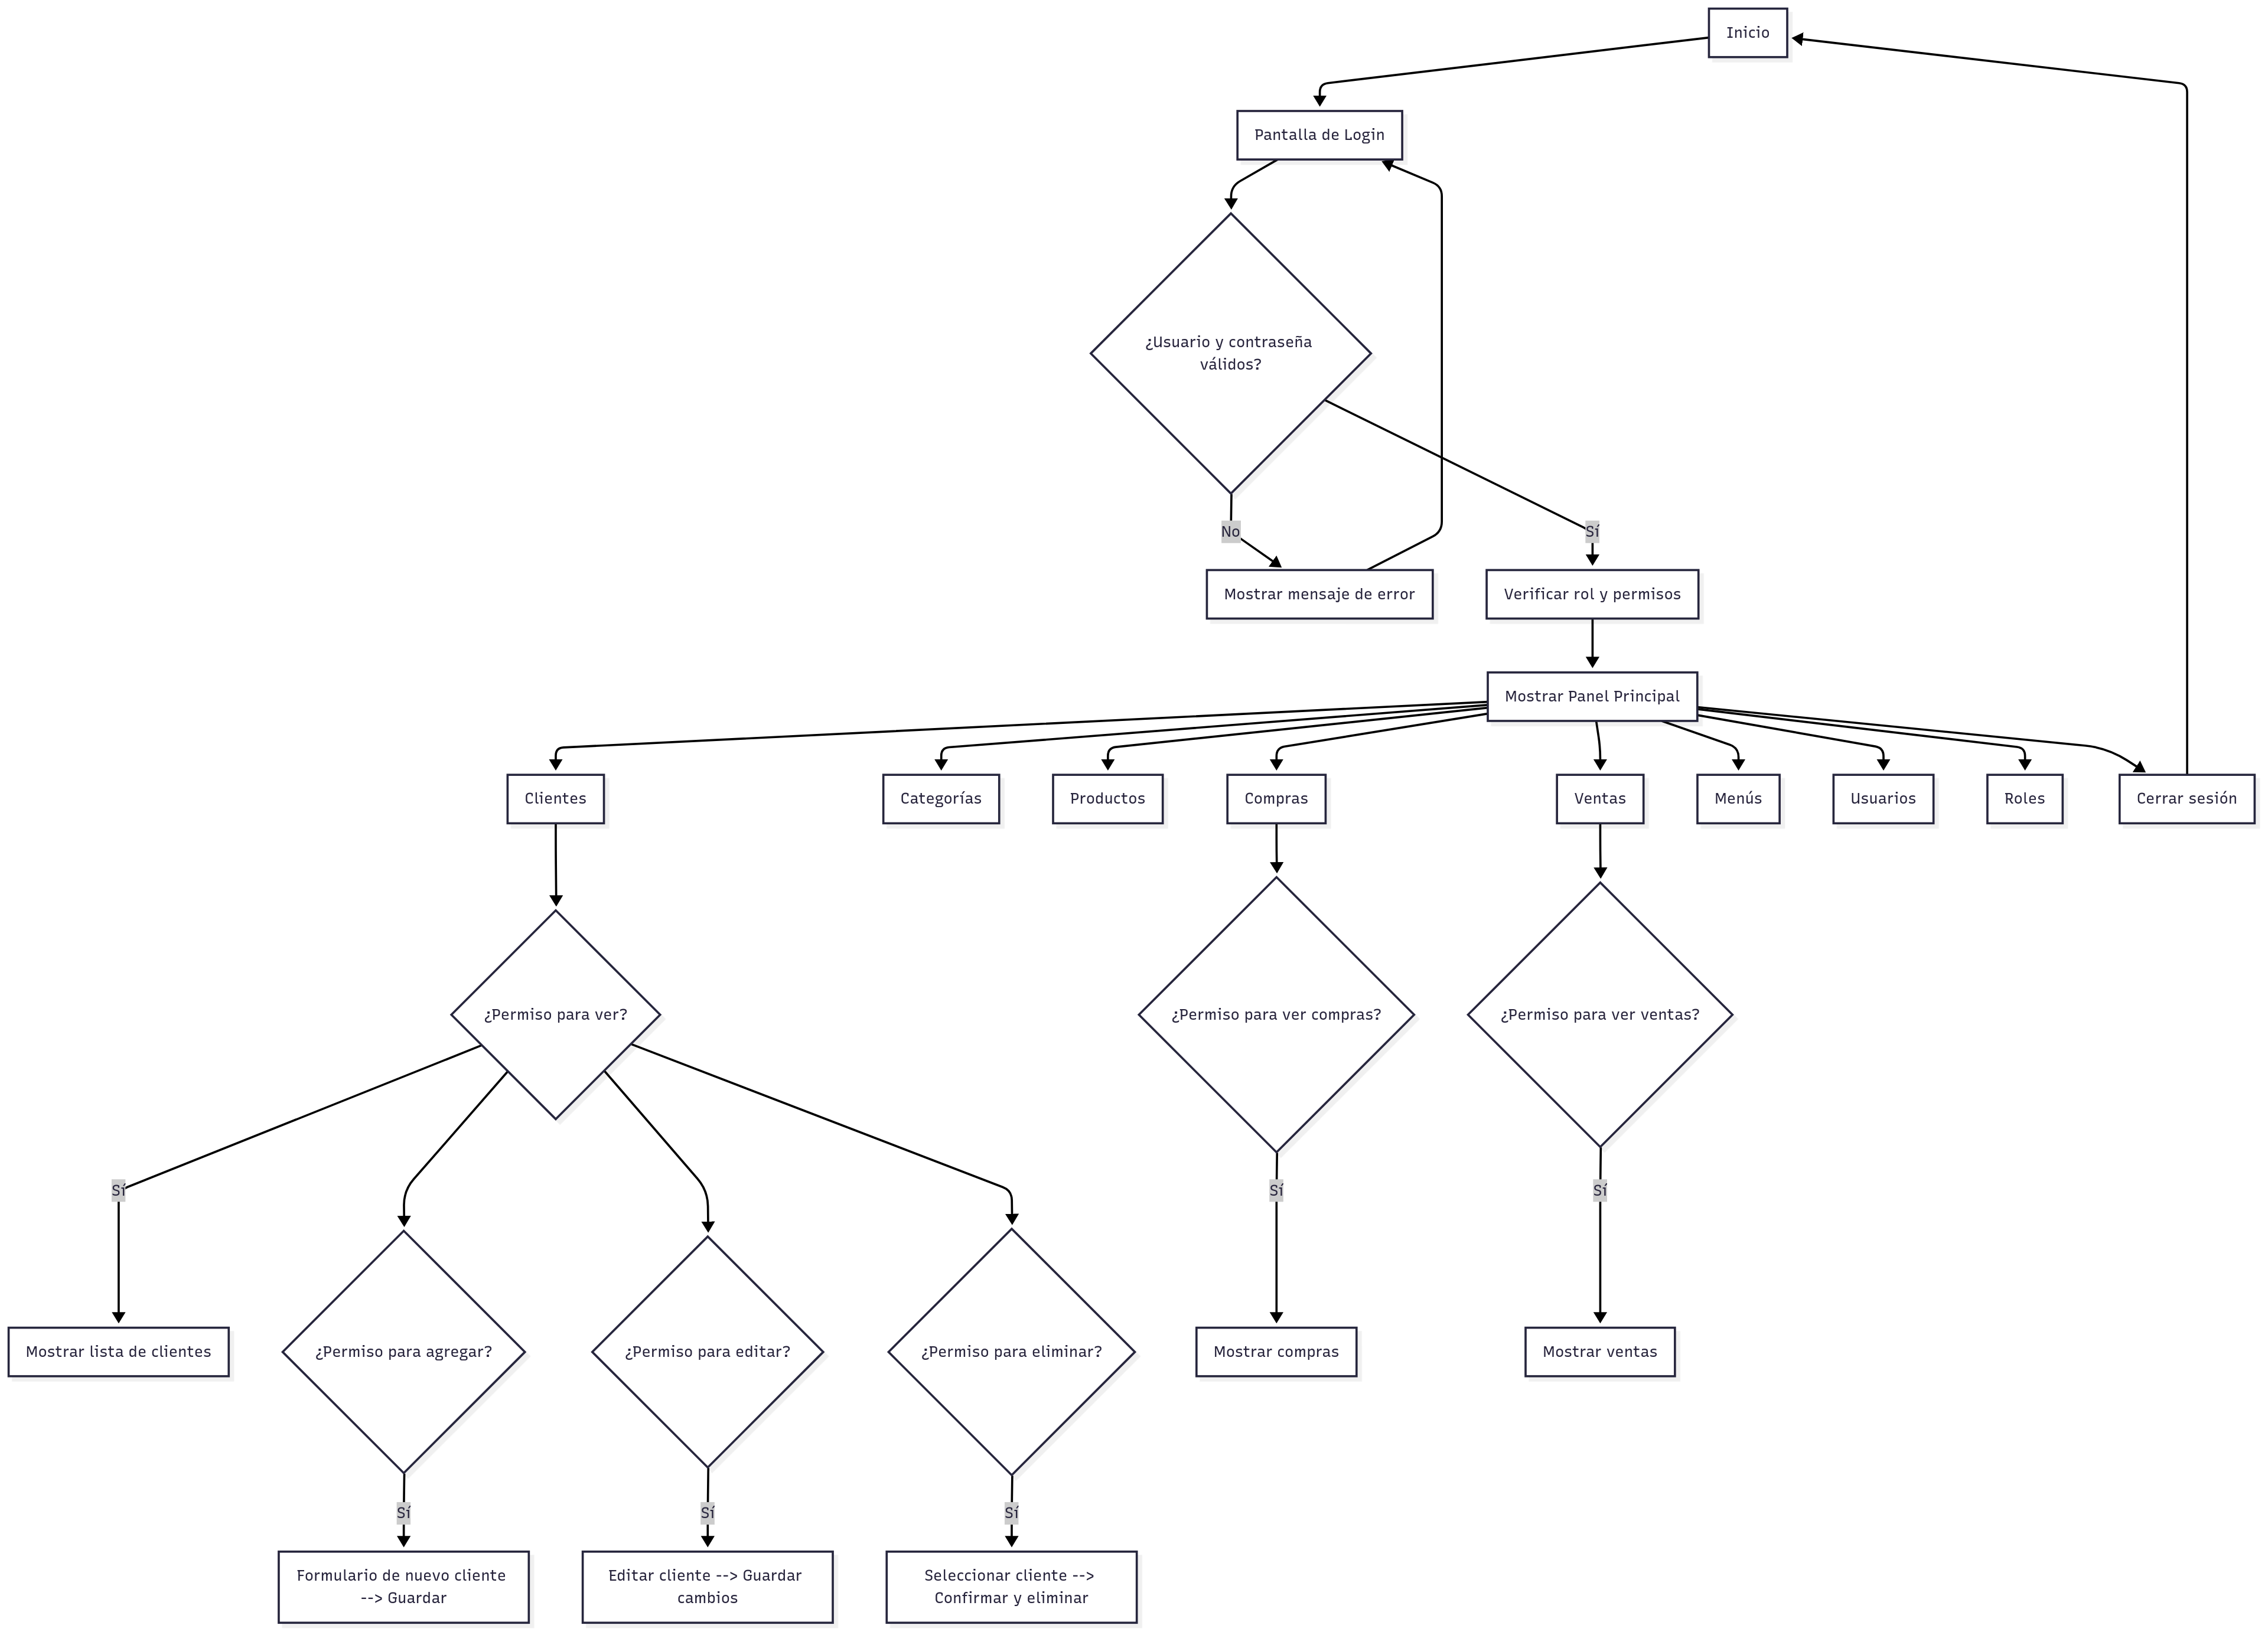 Inicio
Pantalla de Login
¿Usuario y contraseña
válidos?
No
Sí
Mostrar mensaje de error
Verificar rol y permisos
Mostrar Panel Principal
Clientes
Categorías
Productos
Compras
Ventas
Menús
Usuarios
Roles
Cerrar sesión
¿Permiso para ver?
¿Permiso para ver compras?
¿Permiso para ver ventas?
Sí
Sí
Sí
Mostrar lista de clientes
¿Permiso para agregar?
¿Permiso para editar?
¿Permiso para eliminar?
Mostrar compras
Mostrar ventas
Sí
Sí
Sí
Formulario de nuevo cliente
--> Guardar
Editar cliente --> Guardar
cambios
Seleccionar cliente -->
Confirmar y eliminar